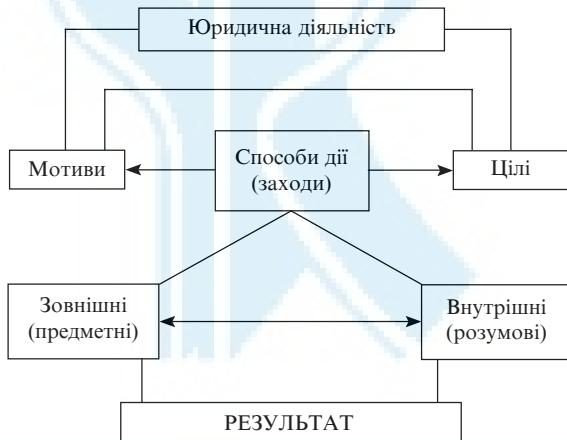 Юридична діяльність
Мотиви
Способи дії
(заходи)
Цілі
Зовнішні
(предметні)
Внутрішні
(розумові)
РЕЗУЛЬТАТ